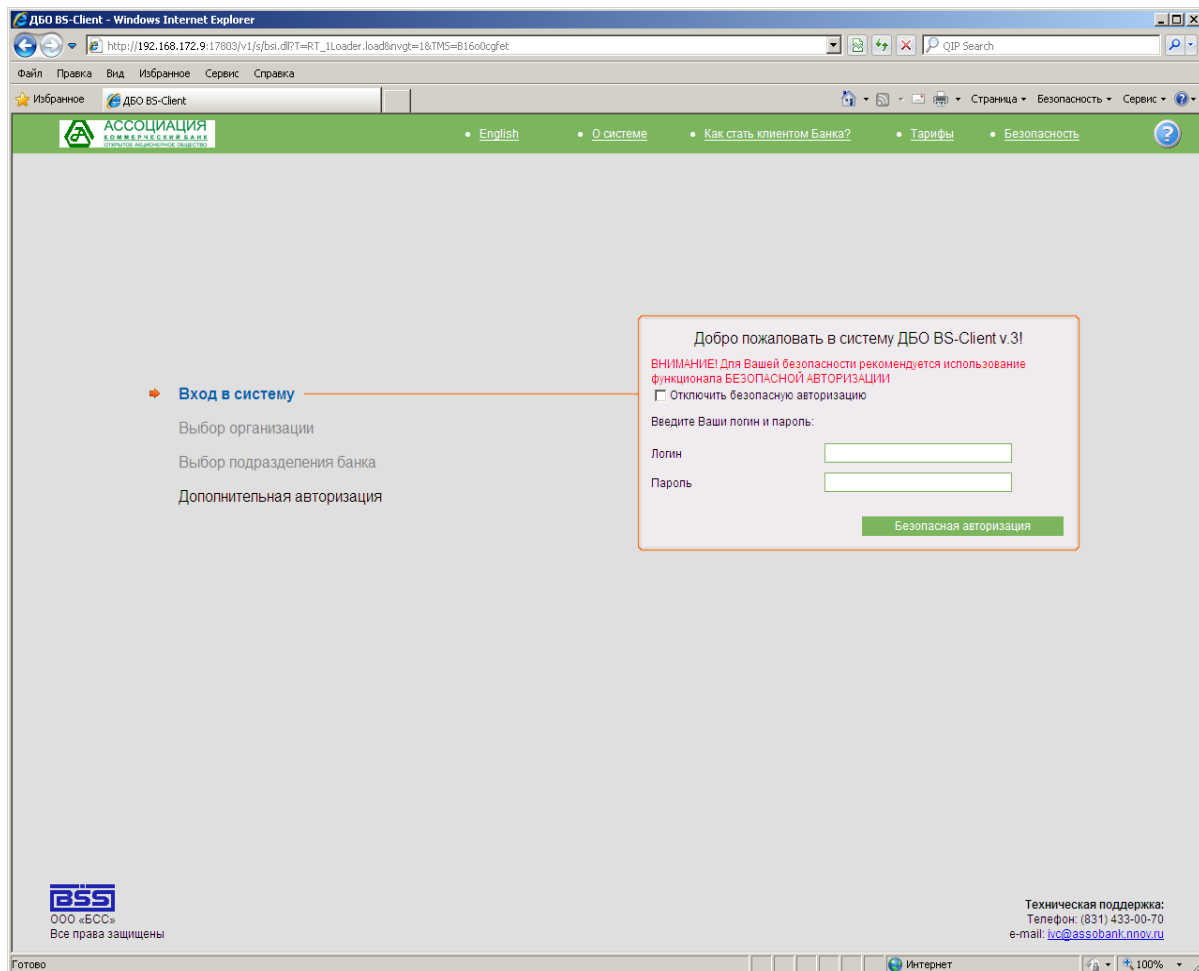 ДБО BS-Client - Windows Internet Explorer
http://192.168.172.9:17803/v1/s/bsi.dll?T=RT_1Loader.load&nvgt=1&TMS=B16o0cgfet
QIP Search
Файл Правка Вид Избранное Сервис Справка
Избранное ДБО BS-Client Страница Безопасность Сервис
АССОЦИАЦИЯ
КОММЕРЧЕСКИЙ БАНК
ОТКРЫТОЕ АКЦИОНЕРНОЕ ОБЩЕСТВО
• English • О системе • Как стать клиентом Банка? • Тарифы • Безопасность
Добро пожаловать в систему ДБО BS-Client v.3!
ВНИМАНИЕ! Для Вашей безопасности рекомендуется использование
функционала БЕЗОПАСНОЙ АВТОРИЗАЦИИ
Отключить безопасную авторизацию
Введите Ваши логин и пароль:
Логин
Пароль
Безопасная авторизация
Вход в систему
Выбор организации
Выбор подразделения банка
Дополнительная авторизация
BSS
ООО «БСС»
Все права защищены
Техническая поддержка:
Телефон: (831) 433-00-70
e-mail: ivc@assobank.nnov.ru
Готово
Интернет
100%